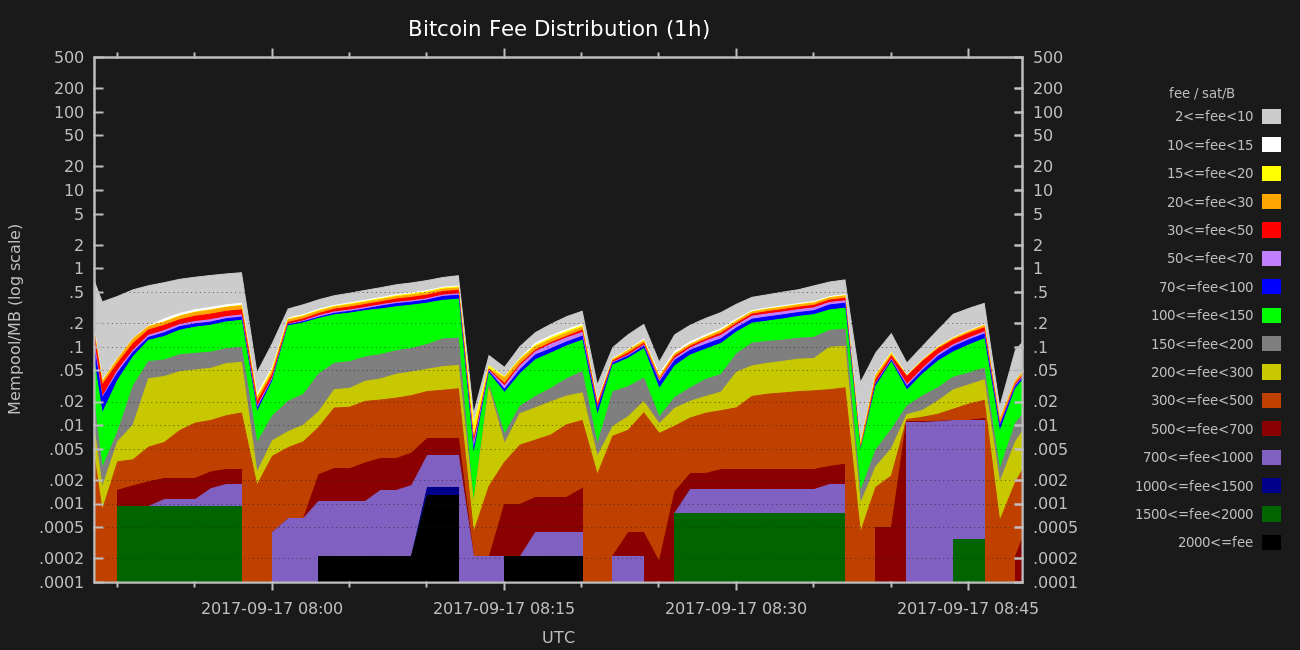 Bitcoin Fee Distribution (1h)
Mempool/MB (log scale)
500
200
100
50
20
10
5
2
1
.5
.2
.1
.05
.02
.01
.005
.002
.001
.0005
.0002
.0001
500
200
100
50
20
10
5
2
1
.5
.2
.1
.05
.02
.01
.005
.002
.001
.0005
.0002
.0001
2017-09-17 08:00
2017-09-17 08:15
2017-09-17 08:30
2017-09-17 08:45
UTC
fee / sat/B
2<=fee<10
10<=fee<15
15<=fee<20
20<=fee<30
30<=fee<50
50<=fee<70
70<=fee<100
100<=fee<150
150<=fee<200
200<=fee<300
300<=fee<500
500<=fee<700
700<=fee<1000
1000<=fee<1500
1500<=fee<2000
2000<=fee